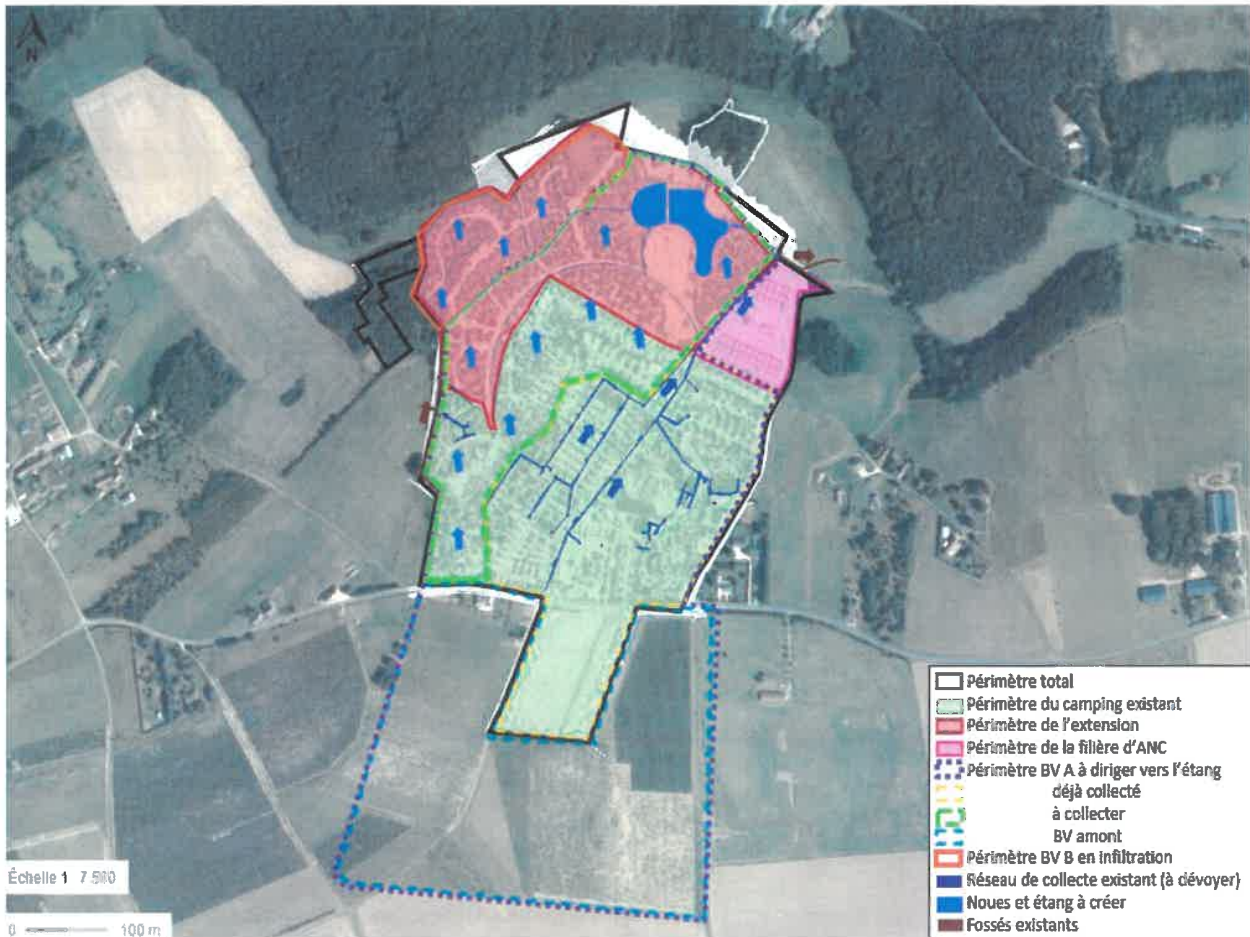 N
Périmètre total
Périmètre du camping existant
Périmètre de l'extension
Périmètre de la filière d'ANC
Périmètre BV A à diriger vers l'étang
déjà collecté
à collecter
BV amont
Périmètre BV B en infiltration
Réseau de collecte existant (à dévoyer)
Noues et étang à créer
Fossés existants
Échelle 1 7 500
0 100 m